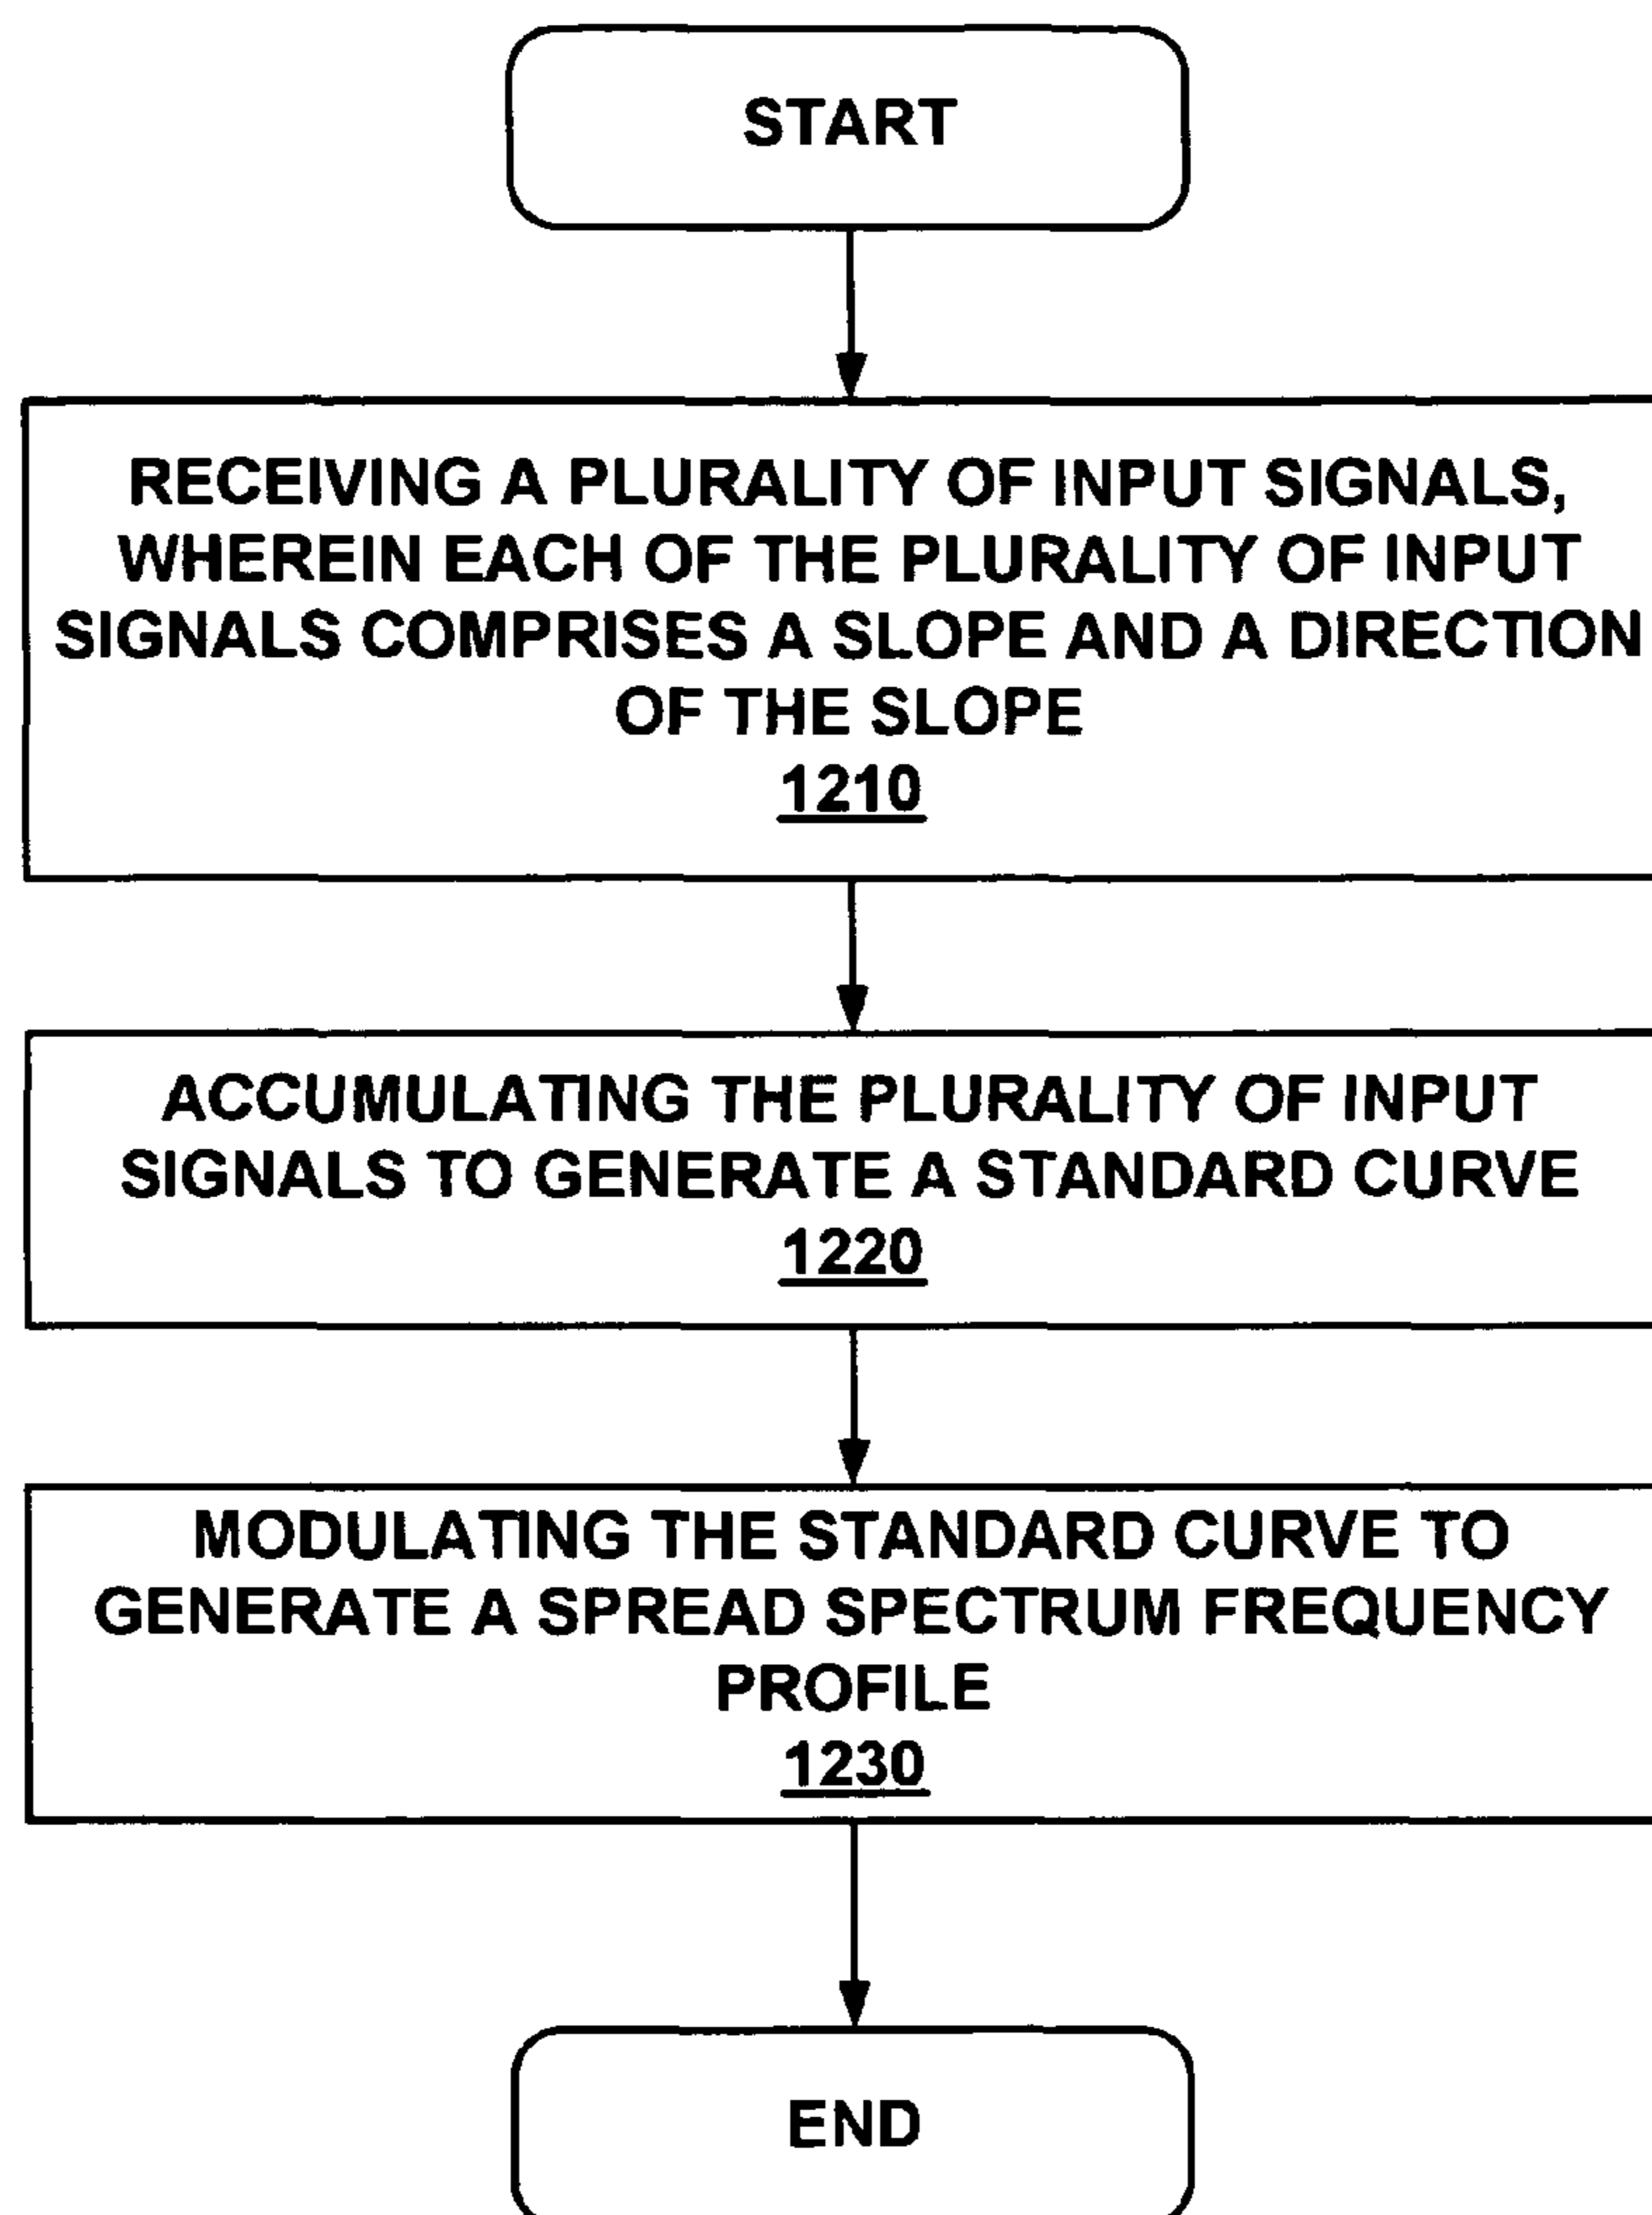 START
RECEIVING A PLURALITY OF INPUT SIGNALS,
WHEREIN EACH OF THE PLURALITY OF INPUT
SIGNALS COMPRISES A SLOPE AND A DIRECTION
OF THE SLOPE
1210
ACCUMULATING THE PLURALITY OF INPUT
SIGNALS TO GENERATE A STANDARD CURVE
1220
MODULATING THE STANDARD CURVE TO
GENERATE A SPREAD SPECTRUM FREQUENCY
PROFILE
1230
END